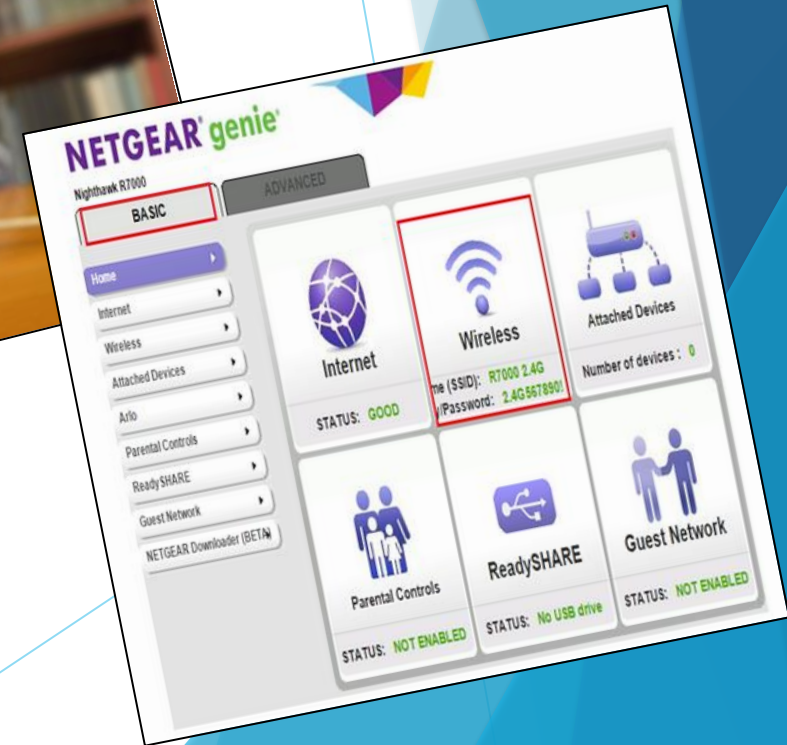 NETGEAR® genie®
Nighthawk R7000
BASIC
ADVANCED
Home
Internet
Wireless
Attached Devices
Arlo
Parental Controls
ReadySHARE
Guest Network
NETGEAR Downloader (BETA)
Internet
STATUS: GOOD
Wireless
me (SSID): R7000 2.4G
y/Password: 2.4G567890!
Attached Devices
Number of devices : 0
Parental Controls
STATUS: NOT ENABLED
ReadySHARE
STATUS: No USB drive
Guest Network
STATUS: NOT ENABLED